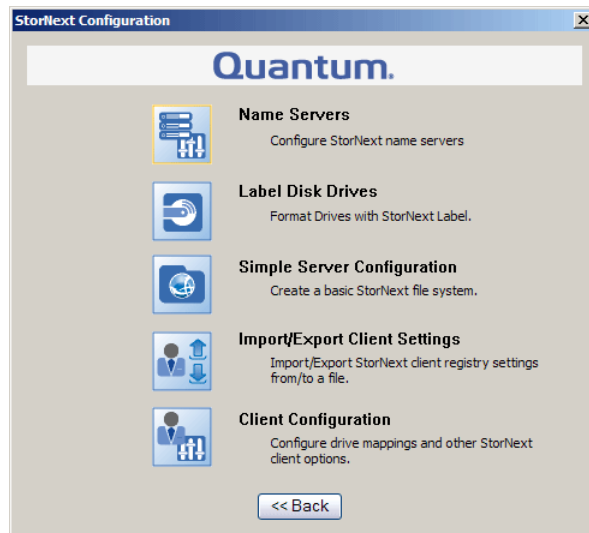 StorNext Configuration
Quantum.
Name Servers
Configure StorNext name servers
Label Disk Drives
Format Drives with StorNext Label.
Simple Server Configuration
Create a basic StorNext file system.
Import/Export Client Settings
Import/Export StorNext client registry settings
from/to a file.
Client Configuration
Configure drive mappings and other StorNext
client options.
<< Back